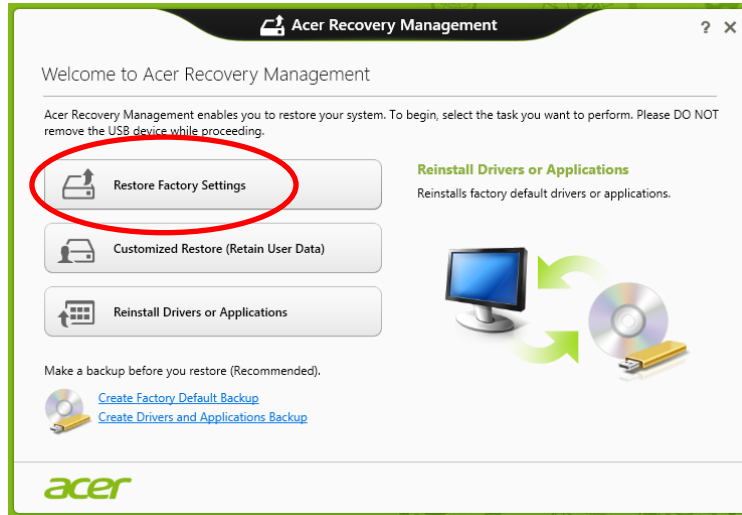 Acer Recovery Management
? X
Welcome to Acer Recovery Management
Acer Recovery Management enables you to restore your system. To begin, select the task you want to perform. Please DO NOT
remove the USB device while proceeding.
Restore Factory Settings
Reinstall Drivers or Applications
Reinstalls factory default drivers or applications.
Customized Restore (Retain User Data)
Reinstall Drivers or Applications
Make a backup before you restore (Recommended).
Create Factory Default Backup
Create Drivers and Applications Backup
acer